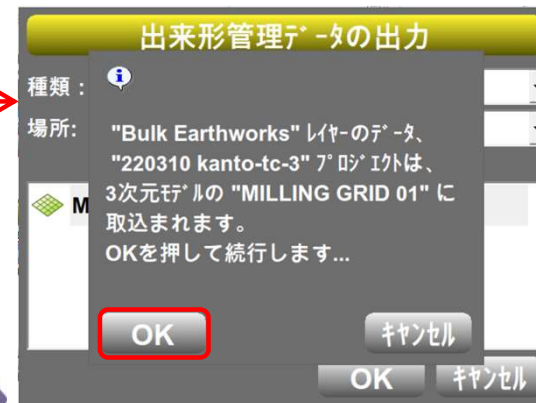 出来形管理ﾃﾞｰﾀの出力
種類：
場所:
"Bulk Earthworks" ﾚｲﾔｰのﾃﾞｰﾀ、
"220310 kanto-tc-3" ﾌﾟﾛｼﾞｪｸﾄは、
3次元ﾓﾃﾞﾙの "MILLING GRID 01" に
取込まれます。
OKを押して続行します...
M
OK
ｷｬﾝｾﾙ
OK
ｷｬﾝｾﾙ